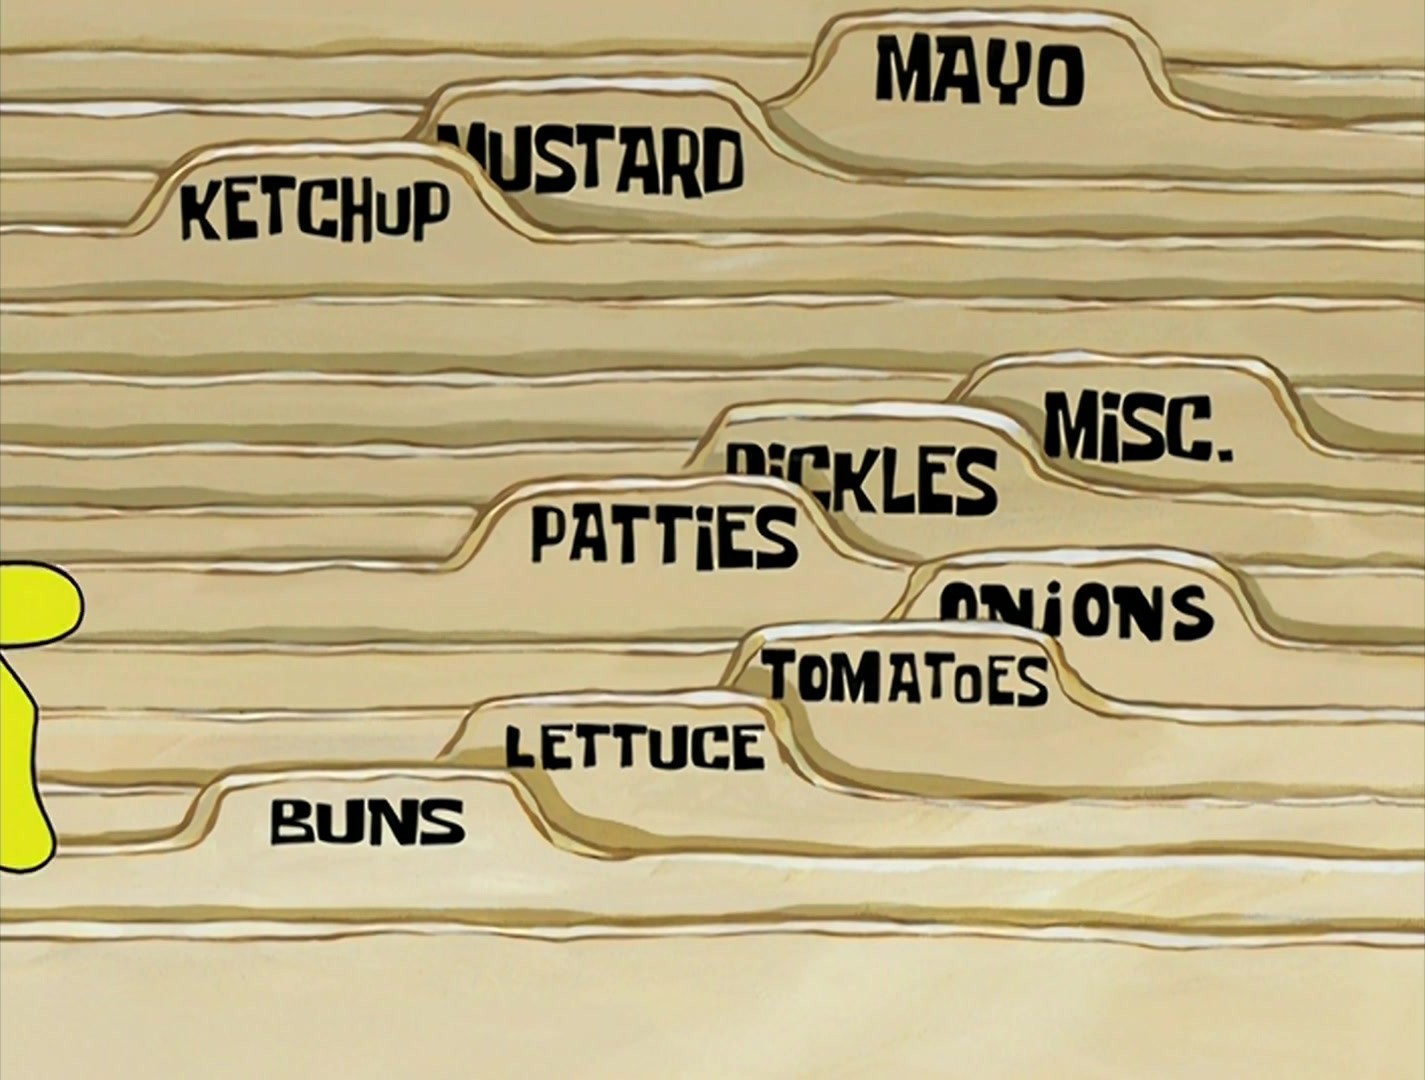 MAYO
MUSTARD
KETCHUP
MiSC.
PiCKLES
PATTiES
ONiONS
TOMATOES
LETTUCE
BUNS